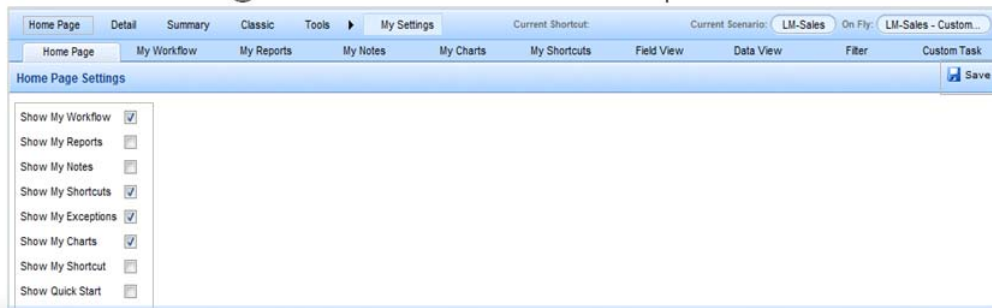 Home Page Detail Summary Classic Tools My Settings Current Shortcut: Current Scenario: LM-Sales On Fly: LM-Sales - Custom...
Home Page My Workflow My Reports My Notes My Charts My Shortcuts Field View Data View Filter Custom Task
Home Page Settings Save
Show My Workflow
Show My Reports
Show My Notes
Show My Shortcuts
Show My Exceptions
Show My Charts
Show My Shortcut
Show Quick Start